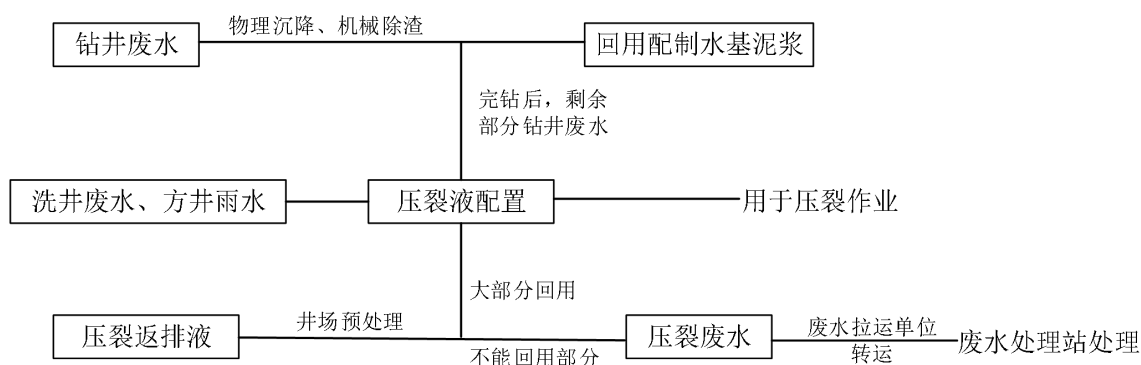 物理沉降、机械除渣
钻井废水
回用配制水基泥浆
完钻后，剩余
部分钻井废水
洗井废水、方井雨水
压裂液配置
用于压裂作业
大部分回用
压裂返排液
井场预处理
不能回用部分
压裂废水
废水拉运单位
转运
废水处理站处理